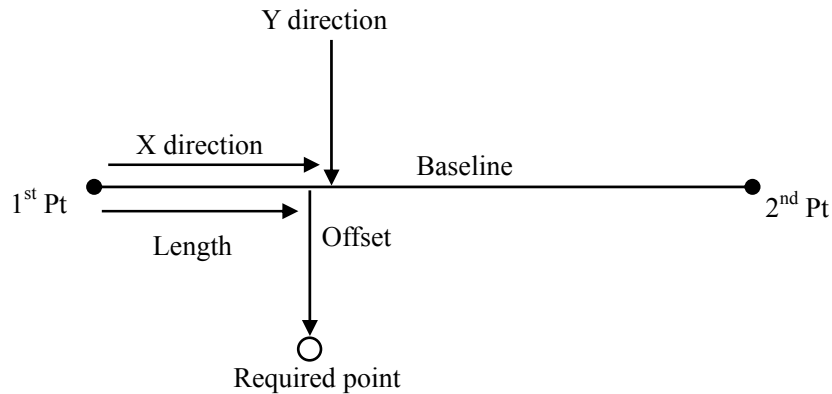 Y direction
X direction
Baseline
1st Pt
2nd Pt
Length
Offset
Required point